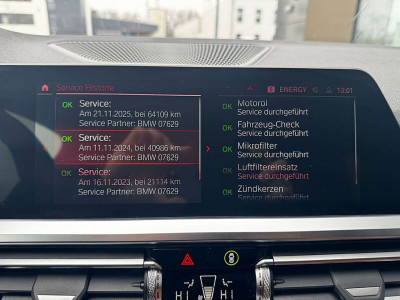 Service Historie
ENERGY
13:01
OK Service:
Am 21.11.2025, bei 64109 km
Service Partner: BMW 07629
OK Service:
Am 11.11.2024, bei 40986 km
Service Partner: BMW 07629
OK Service:
Am 16.11.2023, bei 21114 km
Service Partner: BMW 07629
OK Motoröl
Service durchgeführt
OK Fahrzeug-Check
Service durchgeführt
OK Mikrofilter
Service durchgeführt
OK Luftfiltereinsatz
Service durchgeführt
OK Zündkerzen
Service durchgeführt
HI HI